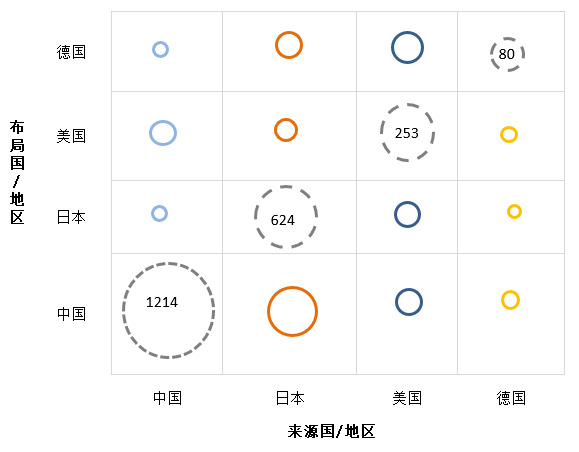 德国
80
美国
253
布局国/地区
日本
624
中国
1214
中国
日本
美国
德国
来源国/地区